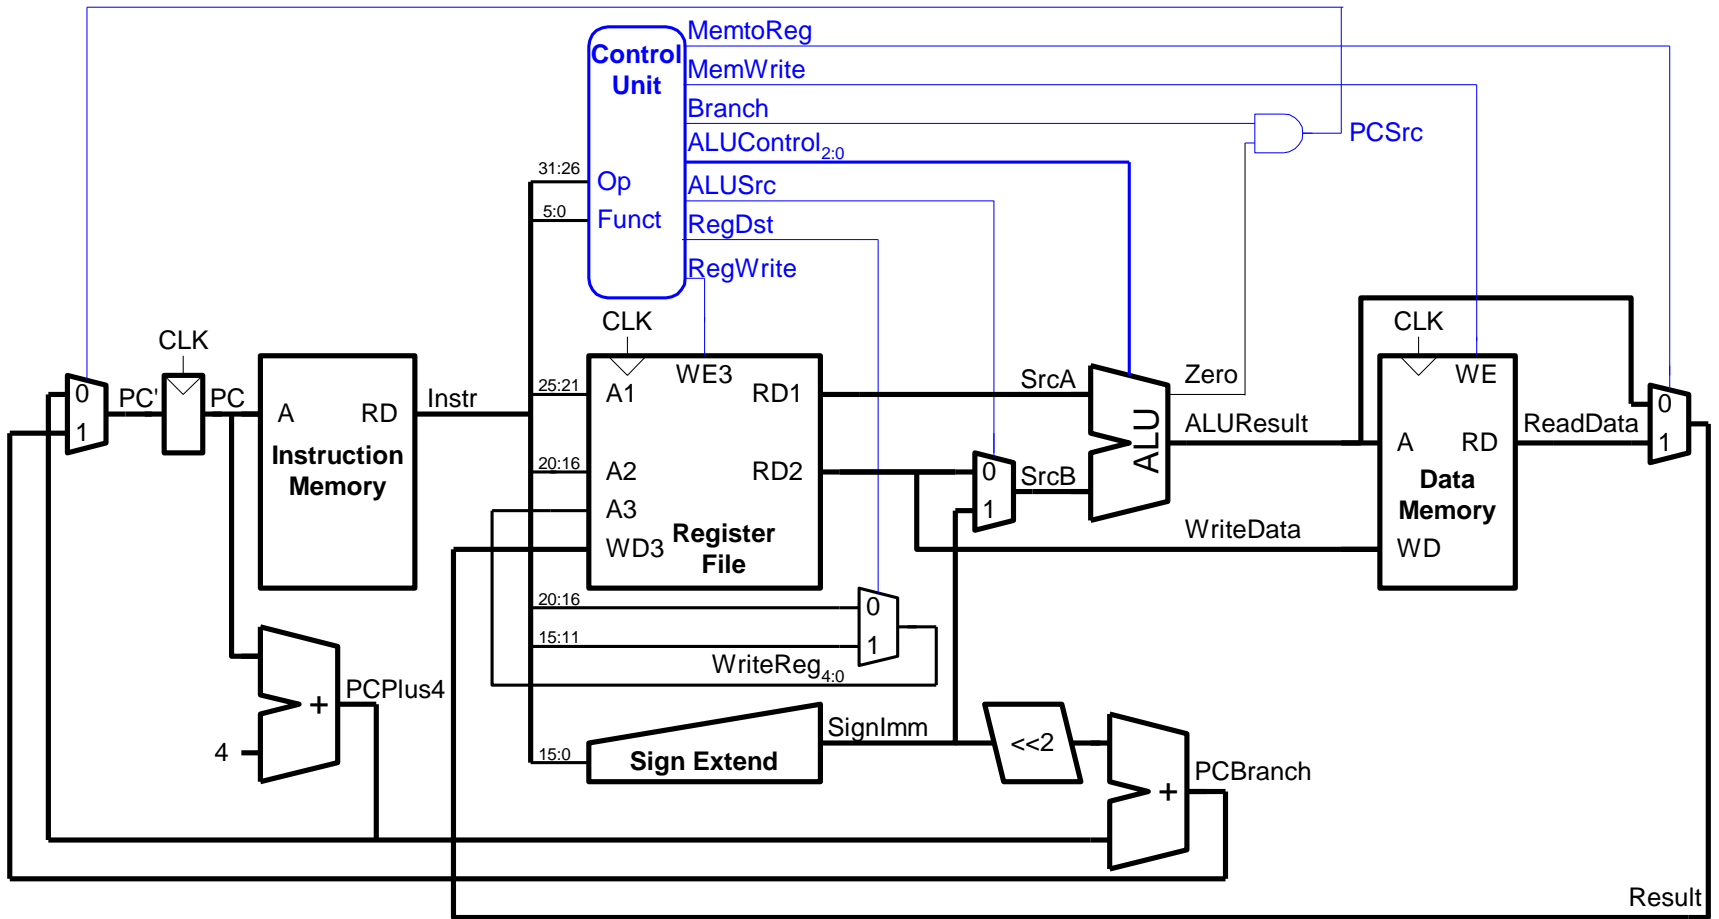 MemtoReg
Control
Unit
MemWrite
Branch
ALUControl2:0
PCSrc
31:26
Op
ALUSrc
5:0
Funct
RegDst
RegWrite
CLK
CLK
CLK
0
1
PC'
PC
A
RD
Instruction
Memory
Instr
25:21
A1
WE3
RD1
20:16
A2
RD2
A3
WD3
Register
File
SrcA
0
1
SrcB
ALU
Zero
ALUResult
WriteData
WE
A
RD
Data
Memory
WD
ReadData
0
1
20:16
0
15:11
1
WriteReg4:0
PCPlus4
+
4
15:0
Sign Extend
SignImm
<<2
+
PCBranch
Result